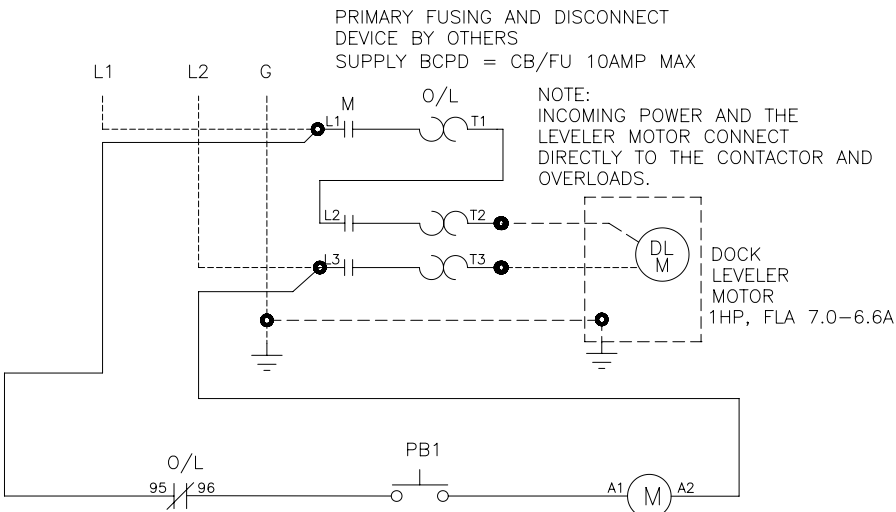 PRIMARY FUSING AND DISCONNECT
DEVICE BY OTHERS
SUPPLY BCPD = CB/FU 10AMP MAX
L1
L2
G
M
O/L
NOTE:
INCOMING POWER AND THE
LEVELER MOTOR CONNECT
DIRECTLY TO THE CONTACTOR AND
OVERLOADS.
L1
T1
L2
T2
L3
T3
DL
M
DOCK
LEVELER
MOTOR
1HP, FLA 7.0-6.6A
O/L
95
96
PB1
A1
M
A2